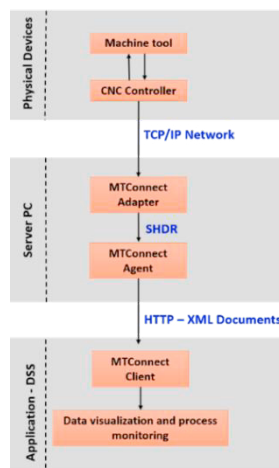 Physical Devices
Machine tool
CNC Controller
TCP/IP Network
Server PC
MTConnect
Adapter
SHDR
MTConnect
Agent
HTTP – XML Documents
Application - DSS
MTConnect
Client
Data visualization and process
monitoring